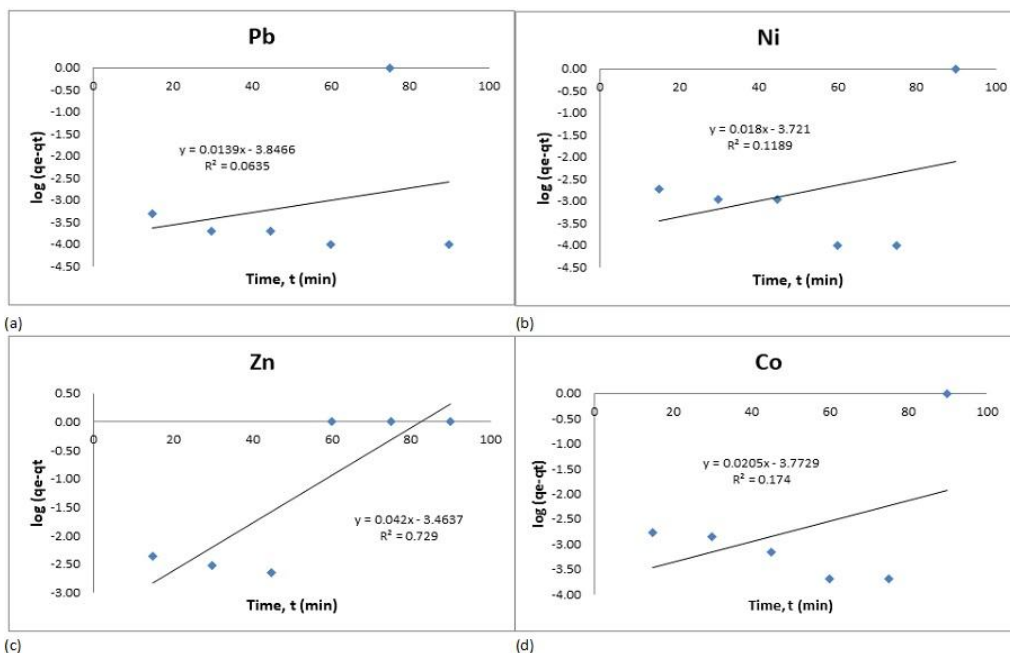 Pb
0.00
-0.50
-1.00
-1.50
-2.00
-2.50
-3.00
-3.50
-4.00
-4.50
0 20 40 60 80 100
y = 0.0139x - 3.8466
R² = 0.0635
log (qe-qt)
Time, t (min)
(a)
Ni
0.00
-0.50
-1.00
-1.50
-2.00
-2.50
-3.00
-3.50
-4.00
-4.50
0 20 40 60 80 100
y = 0.018x - 3.721
R² = 0.1189
log (qe-qt)
Time, t (min)
(b)
Zn
0.50
0.00
-0.50
-1.00
-1.50
-2.00
-2.50
-3.00
0 20 40 60 80 100
y = 0.042x - 3.4637
R² = 0.729
log (qe-qt)
Time, t (min)
(c)
Co
0.00
-0.50
-1.00
-1.50
-2.00
-2.50
-3.00
-3.50
-4.00
0 20 40 60 80 100
y = 0.0205x - 3.7729
R² = 0.174
log (qe-qt)
Time, t (min)
(d)